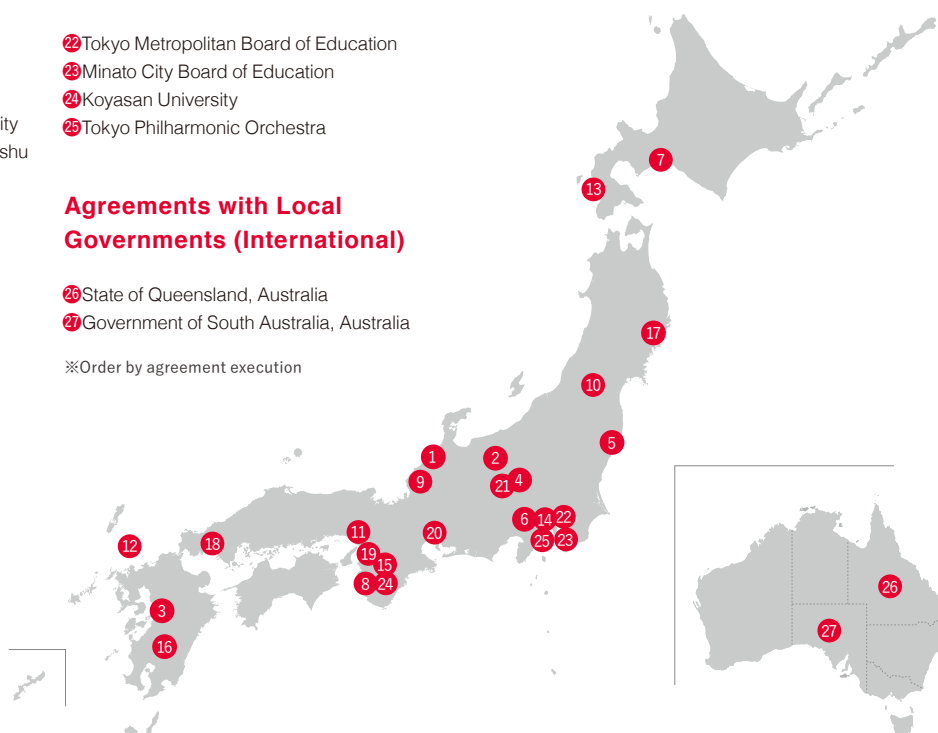 22Tokyo Metropolitan Board of Education
23Minato City Board of Education
24Koyasan University
25Tokyo Philharmonic Orchestra
ity
shu
Agreements with Local
Governments (International)
26State of Queensland, Australia
27Government of South Australia, Australia
※Order by agreement execution
7
13
17
10
5
1
2
9
21
4
6
14
22
25
23
11
20
12
18
19
15
8
24
3
16
26
27